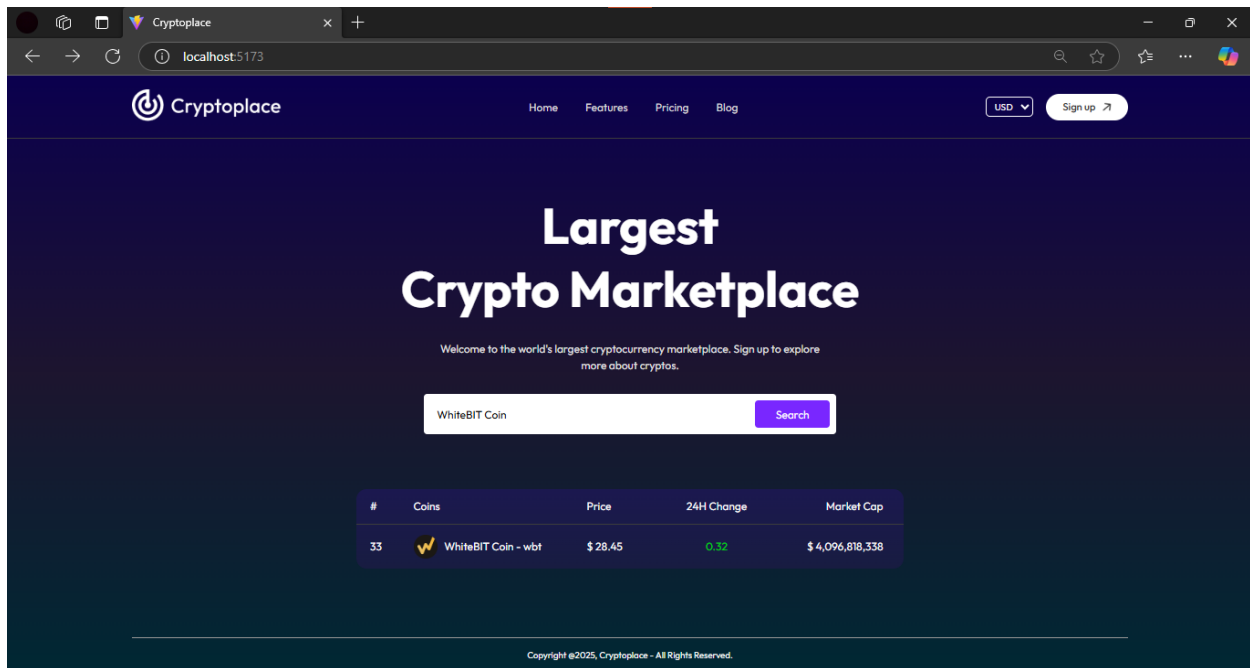 Cryptoplace
localhost:5173
Cryptoplace
Home Features Pricing Blog
USD
Sign up
Largest
Crypto Marketplace
Welcome to the world's largest cryptocurrency marketplace. Sign up to explore
more about cryptos.
WhiteBIT Coin
Search
# Coins Price 24H Change Market Cap
33 WhiteBIT Coin - wbt $ 28.45 0.32 $ 4,096,818,338
Copyright @2025, Cryptoplace - All Rights Reserved.